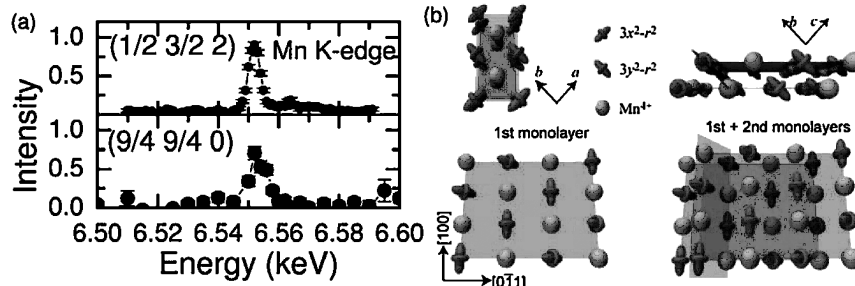 (a)
(1/2 3/2 2) Mn K-edge
1.0
0.5
(9/4 9/4 0)
1.0
0.5
0.0
Intensity
6.50 6.52 6.54 6.56 6.58 6.60
Energy (keV)
(b)
3x²-r²
3y²-r²
Mn⁴⁺
b a
b c
1st monolayer
1st + 2nd monolayers
[100]
[01̄1]